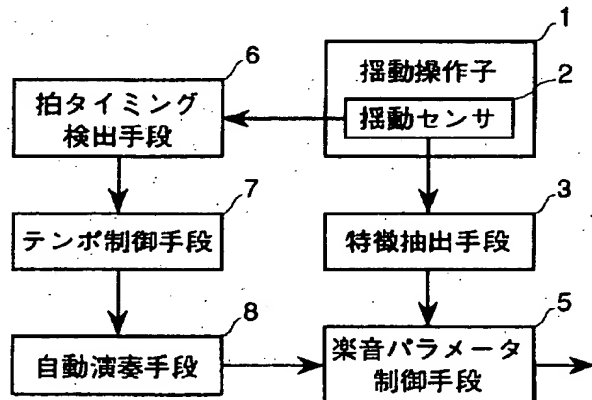 1
揺動操作子
2
揺動センサ
6
拍タイミング
検出手段
7
テンポ制御手段
3
特徴抽出手段
8
自動演奏手段
5
楽音パラメータ
制御手段